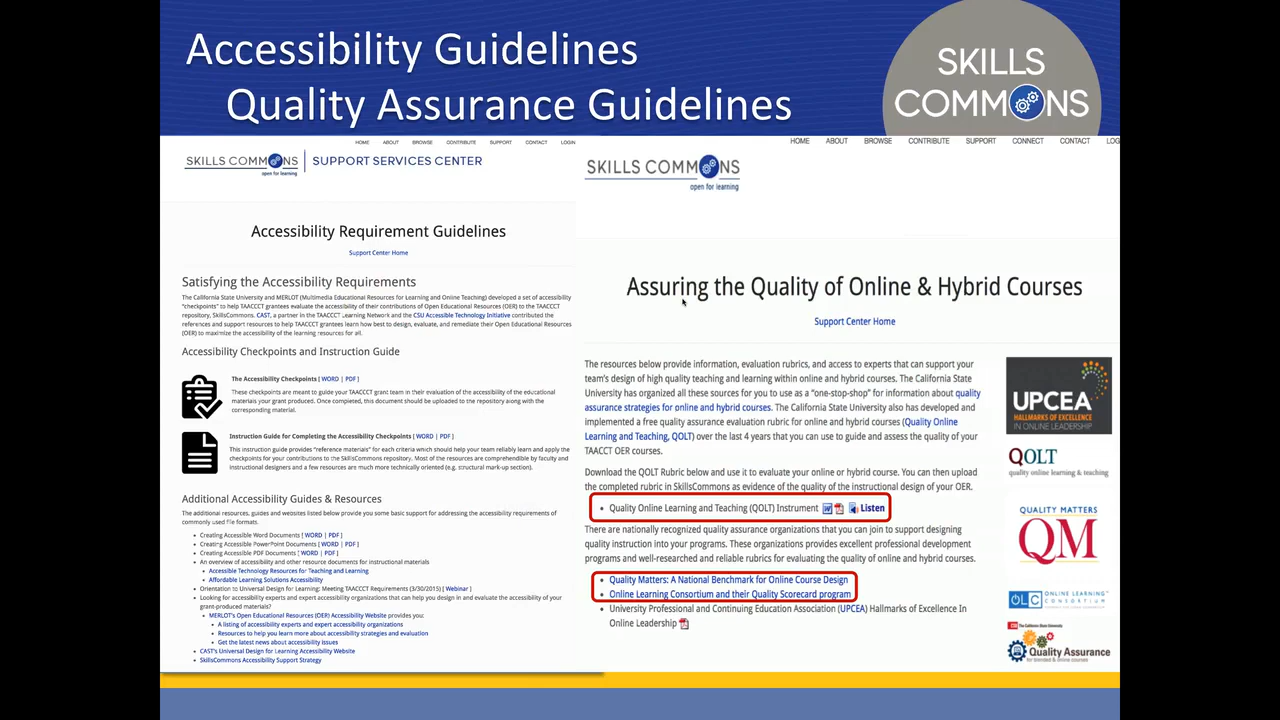 Accessibility Guidelines
Quality Assurance Guidelines
SKILLS
COMMONS
HOME ABOUT BROWSE CONTRIBUTE SUPPORT CONTACT LOGIN
SKILLS COMMONS
open for learning
SUPPORT SERVICES CENTER
Accessibility Requirement Guidelines
Support Center Home
Satisfying the Accessibility Requirements
The California State University and MERLOT (Multimedia Educational Resources for Learning and Online Teaching) developed a set of accessibility
"checkpoints" to help TAACCCT grantees evaluate the accessibility of their contributions of Open Educational Resources (OER) to the TAACCCT
repository, SkillsCommons. CAST, a partner in the TAACCCT Learning Network and the CSU Accessible Technology Initiative contributed the
references and support resources to help TAACCCT grantees learn how best to design, evaluate, and remediate their Open Educational Resources
(OER) to maximize the accessibility of the learning resources for all.
Accessibility Checkpoints and Instruction Guide
The Accessibility Checkpoints [ WORD | PDF ]
These checkpoints are meant to guide your TAACCCT grant team in their evaluation of the accessibility of the educational
materials your grant produced. Once completed, this document should be uploaded to the repository along with the
corresponding material.
Instruction Guide for Completing the Accessibility Checkpoints [ WORD | PDF ]
This instruction guide provides "reference materials" for each criteria which should help your team reliably learn and apply the
checkpoints for your contributions to the SkillsCommons repository. Most of the resources are comprehensible by faculty and
instructional designers and a few resources are much more technically oriented (e.g. structural mark-up section).
Additional Accessibility Guides & Resources
The additional resources, guides and websites listed below provide you some basic support for addressing the accessibility requirements of
commonly used file formats.
• Creating Accessible Word Documents [ WORD | PDF ]
• Creating Accessible PowerPoint Documents [ WORD | PDF ]
• Creating Accessible PDF Documents [ WORD | PDF ]
• An overview of accessibility and other resource documents for instructional materials
• Accessible Technology Resources for Teaching and Learning
• Affordable Learning Solutions Accessibility
• Orientation to Universal Design for Learning: Meeting TAACCCT Requirements (3/30/2015) [ Webinar ]
• Looking for accessibility experts and expert accessibility organizations that can help you design in and evaluate the accessibility of your
grant-produced materials?
• MERLOT's Open Educational Resources (OER) Accessibility Website provides you:
• A listing of accessibility experts and expert accessibility organizations
• Resources to help you learn more about accessibility strategies and evaluation
• Get the latest news about accessibility issues
• CAST's Universal Design for Learning Accessibility Website
• SkillsCommons Accessibility Support Strategy
HOME ABOUT BROWSE CONTRIBUTE SUPPORT CONNECT CONTACT LOG
SKILLS COMMONS
open for learning
Assuring the Quality of Online & Hybrid Courses
Support Center Home
The resources below provide information, evaluation rubrics, and access to experts that can support your
team's design of high quality teaching and learning within online and hybrid courses. The California State
University has organized all these sources for you to use as a "one-stop-shop" for information about quality
assurance strategies for online and hybrid courses. The California State University also has developed and
implemented a free quality assurance evaluation rubric for online and hybrid courses (Quality Online
Learning and Teaching, QOLT) over the last 4 years that you can use to guide and assess the quality of your
TAACCT OER courses.
Download the QOLT Rubric below and use it to evaluate your online or hybrid course. You can then upload
the completed rubric in SkillsCommons as evidence of the quality of the instructional design of your OER.
• Quality Online Learning and Teaching (QOLT) Instrument Listen
There are nationally recognized quality assurance organizations that you can join to support designing
quality instruction into your programs. These organizations provides excellent professional development
programs and well-researched and reliable rubrics for evaluating the quality of online and hybrid courses.
• Quality Matters: A National Benchmark for Online Course Design
• Online Learning Consortium and their Quality Scorecard program
• University Professional and Continuing Education Association (UPCEA) Hallmarks of Excellence In
Online Leadership
UPCEA
HALLMARKS OF EXCELLENCE
IN ONLINE LEADERSHIP
QOLT
quality online learning & teaching
QUALITY MATTERS
QM
OLC ONLINE LEARNING
CONSORTIUM
The California State University
Quality Assurance
for blended & online courses